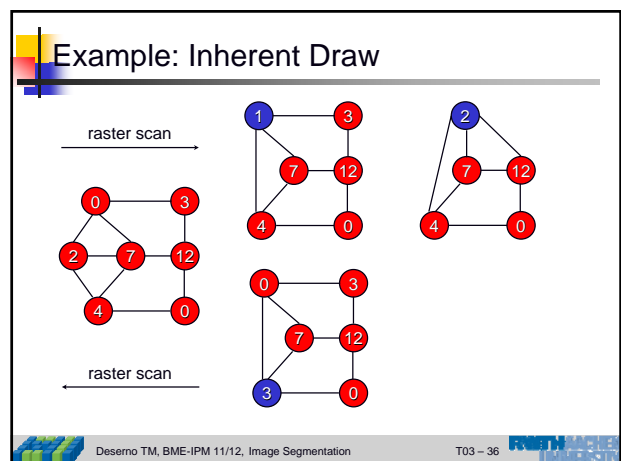 Example: Inherent Draw
raster scan
1 3
7 12
4 0
2
7 12
4 0
0 3
2 7 12
4 0
0 3
7 12
3 0
raster scan
Deserno TM, BME-IPM 11/12, Image Segmentation T03 – 36